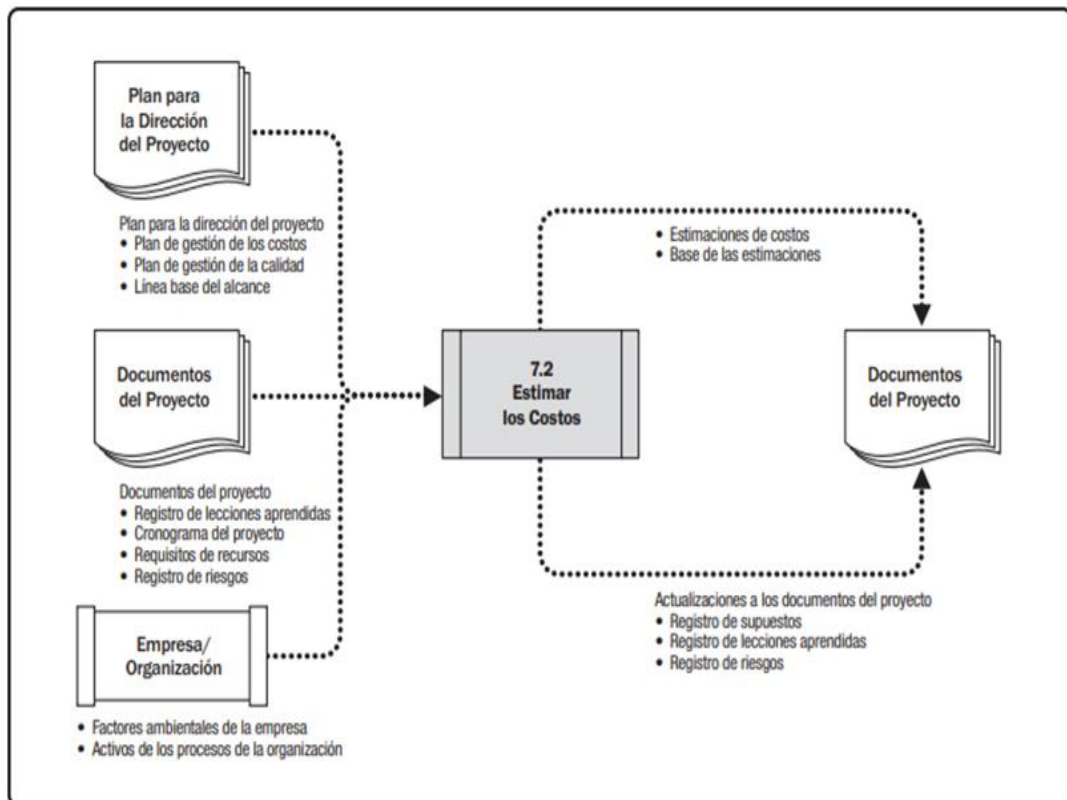 Plan para
la Dirección
del Proyecto
Plan para la dirección del proyecto
• Plan de gestión de los costos
• Plan de gestión de la calidad
• Línea base del alcance
Documentos
del Proyecto
Documentos del proyecto
• Registro de lecciones aprendidas
• Cronograma del proyecto
• Requisitos de recursos
• Registro de riesgos
Empresa/
Organización
• Factores ambientales de la empresa
• Activos de los procesos de la organización
7.2
Estimar
los Costos
• Estimaciones de costos
• Base de las estimaciones
Documentos
del Proyecto
Actualizaciones a los documentos del proyecto
• Registro de supuestos
• Registro de lecciones aprendidas
• Registro de riesgos